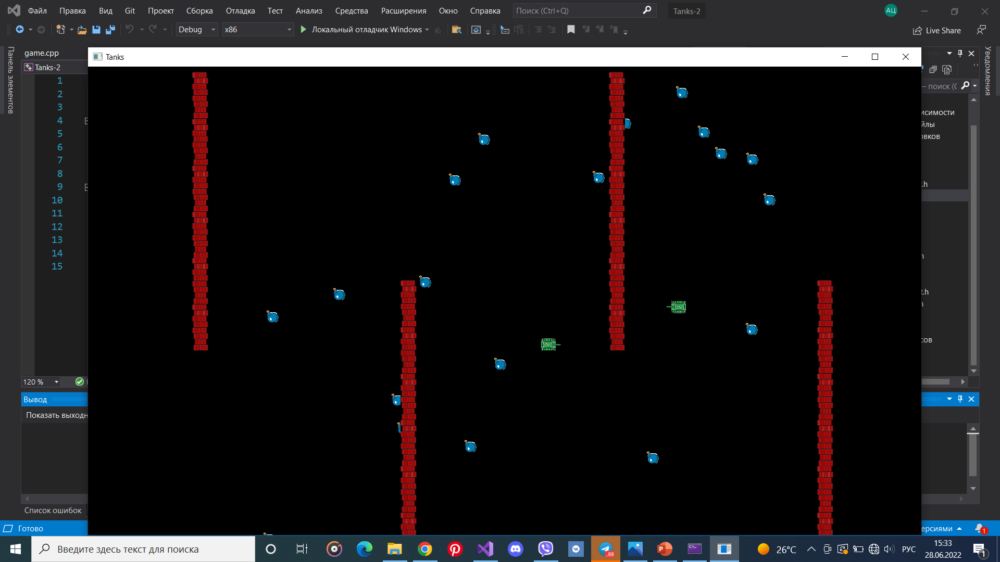 Файл Правка Вид Git Проект Сборка Отладка Тест Анализ Средства Расширения Окно Справка Поиск (Ctrl+Q) Tanks-2 АЦ
Debug x86 Локальный отладчик Windows Live Share
Панель элементов
game.cpp
Tanks-2
1
2
3
4
5
6
7
8
9
10
11
12
13
14
15
120 %
Tanks
Уведомления
– поиск (
исимости
йлы
овков
.h
t.h
сов
Вывод
Показать выходн
Список ошибок
Готово
ерсиями
1
Введите здесь текст для поиска
..88
C:\_
26°C
РУС
15:33
28.06.2022
1